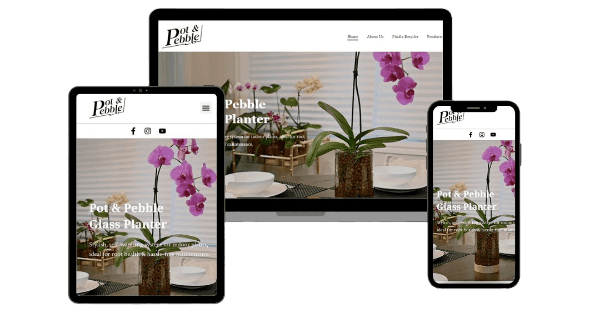 Pot &
Pebble
Home About Us Find a Retailer Products
Pebble
Planter
Pot &
Pebble
Pot & Pebble
Glass Planter
Stylish, self-watering system for indoor plants,
ideal for root health & hassle-free maintenance.
Pot &
Pebble
Pot & Pebble
Glass Planter